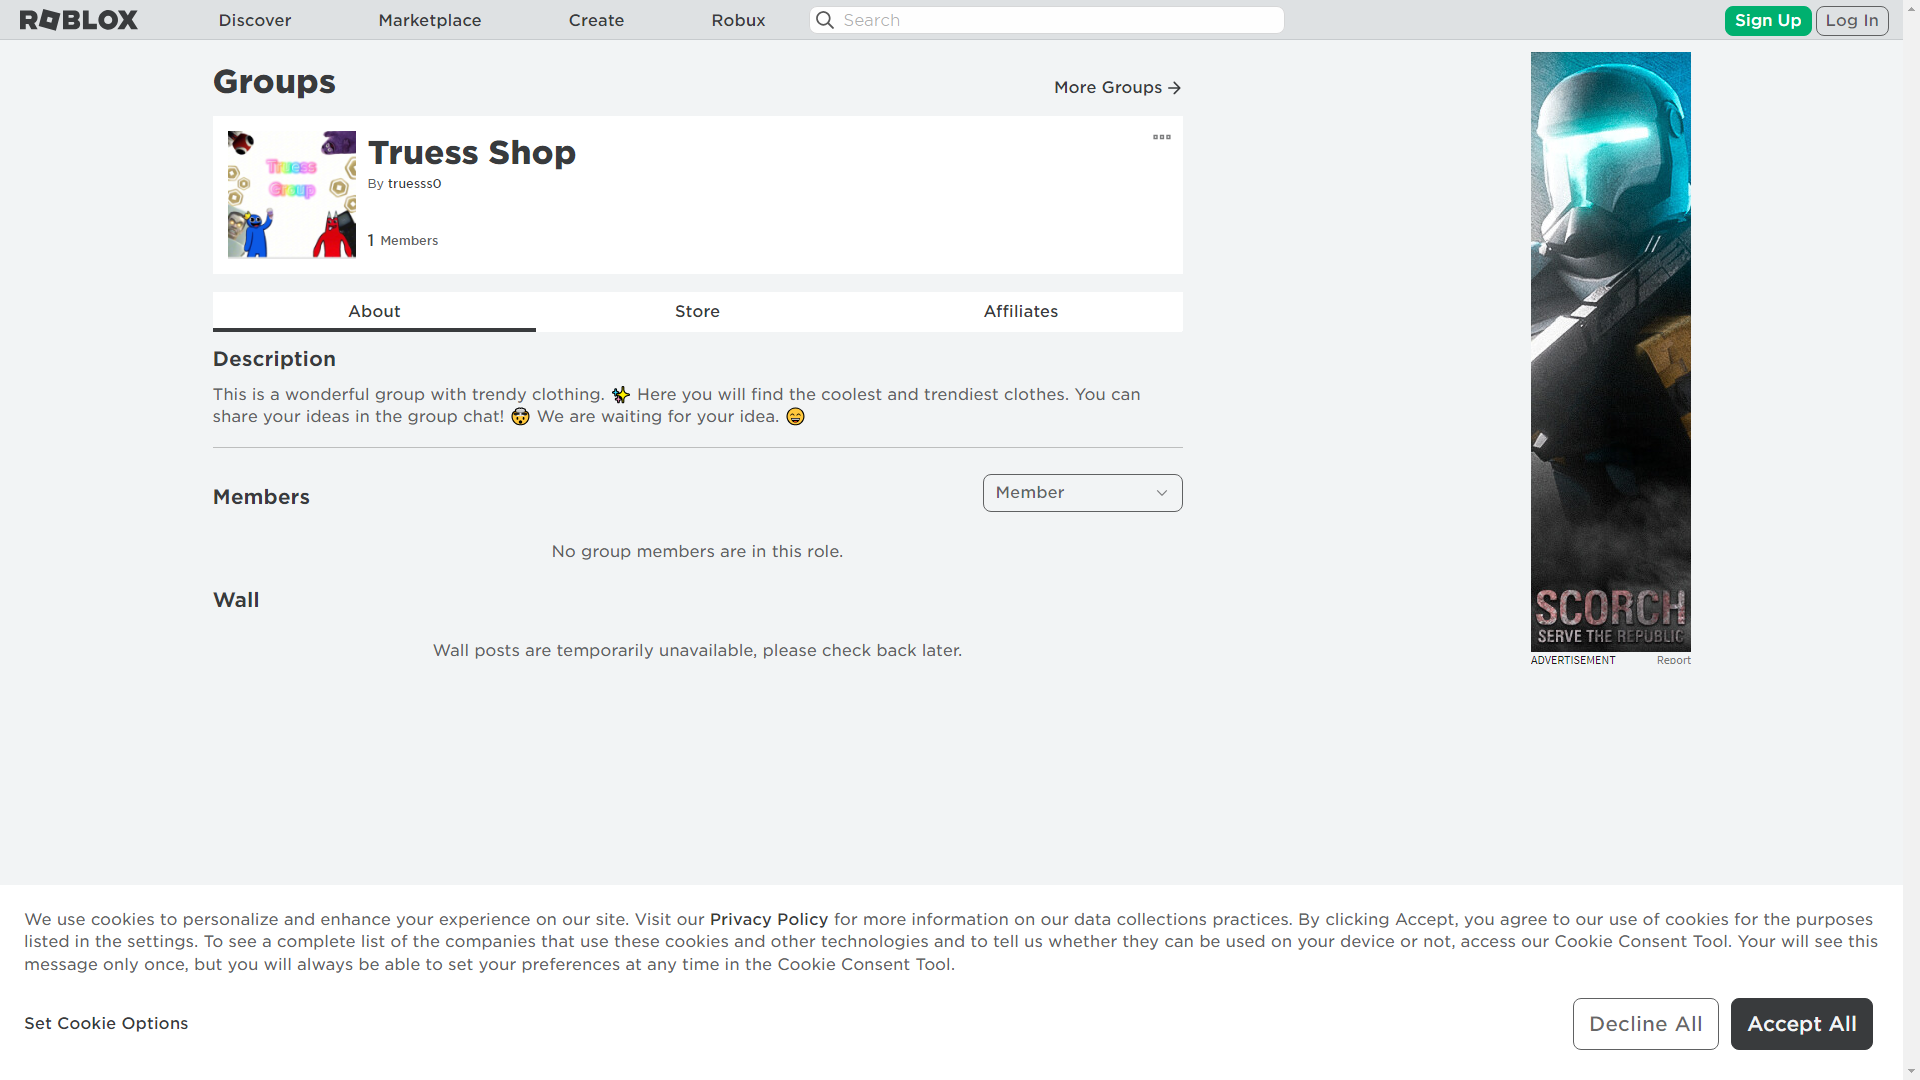 ROBLOX
Discover
Marketplace
Create
Robux
Search
Sign Up
Log In
Groups
More Groups
Truess
Group
Truess Shop
By truesss0
1 Members
About
Store
Affiliates
Description
This is a wonderful group with trendy clothing. ✨ Here you will find the coolest and trendiest clothes. You can
share your ideas in the group chat! 🤯 We are waiting for your idea. 😄
Members
Member
No group members are in this role.
Wall
Wall posts are temporarily unavailable, please check back later.
SCORCH
SERVE THE REPUBLIC
ADVERTISEMENT
Report
We use cookies to personalize and enhance your experience on our site. Visit our Privacy Policy for more information on our data collections practices. By clicking Accept, you agree to our use of cookies for the purposes
listed in the settings. To see a complete list of the companies that use these cookies and other technologies and to tell us whether they can be used on your device or not, access our Cookie Consent Tool. Your will see this
message only once, but you will always be able to set your preferences at any time in the Cookie Consent Tool.
Set Cookie Options
Decline All
Accept All